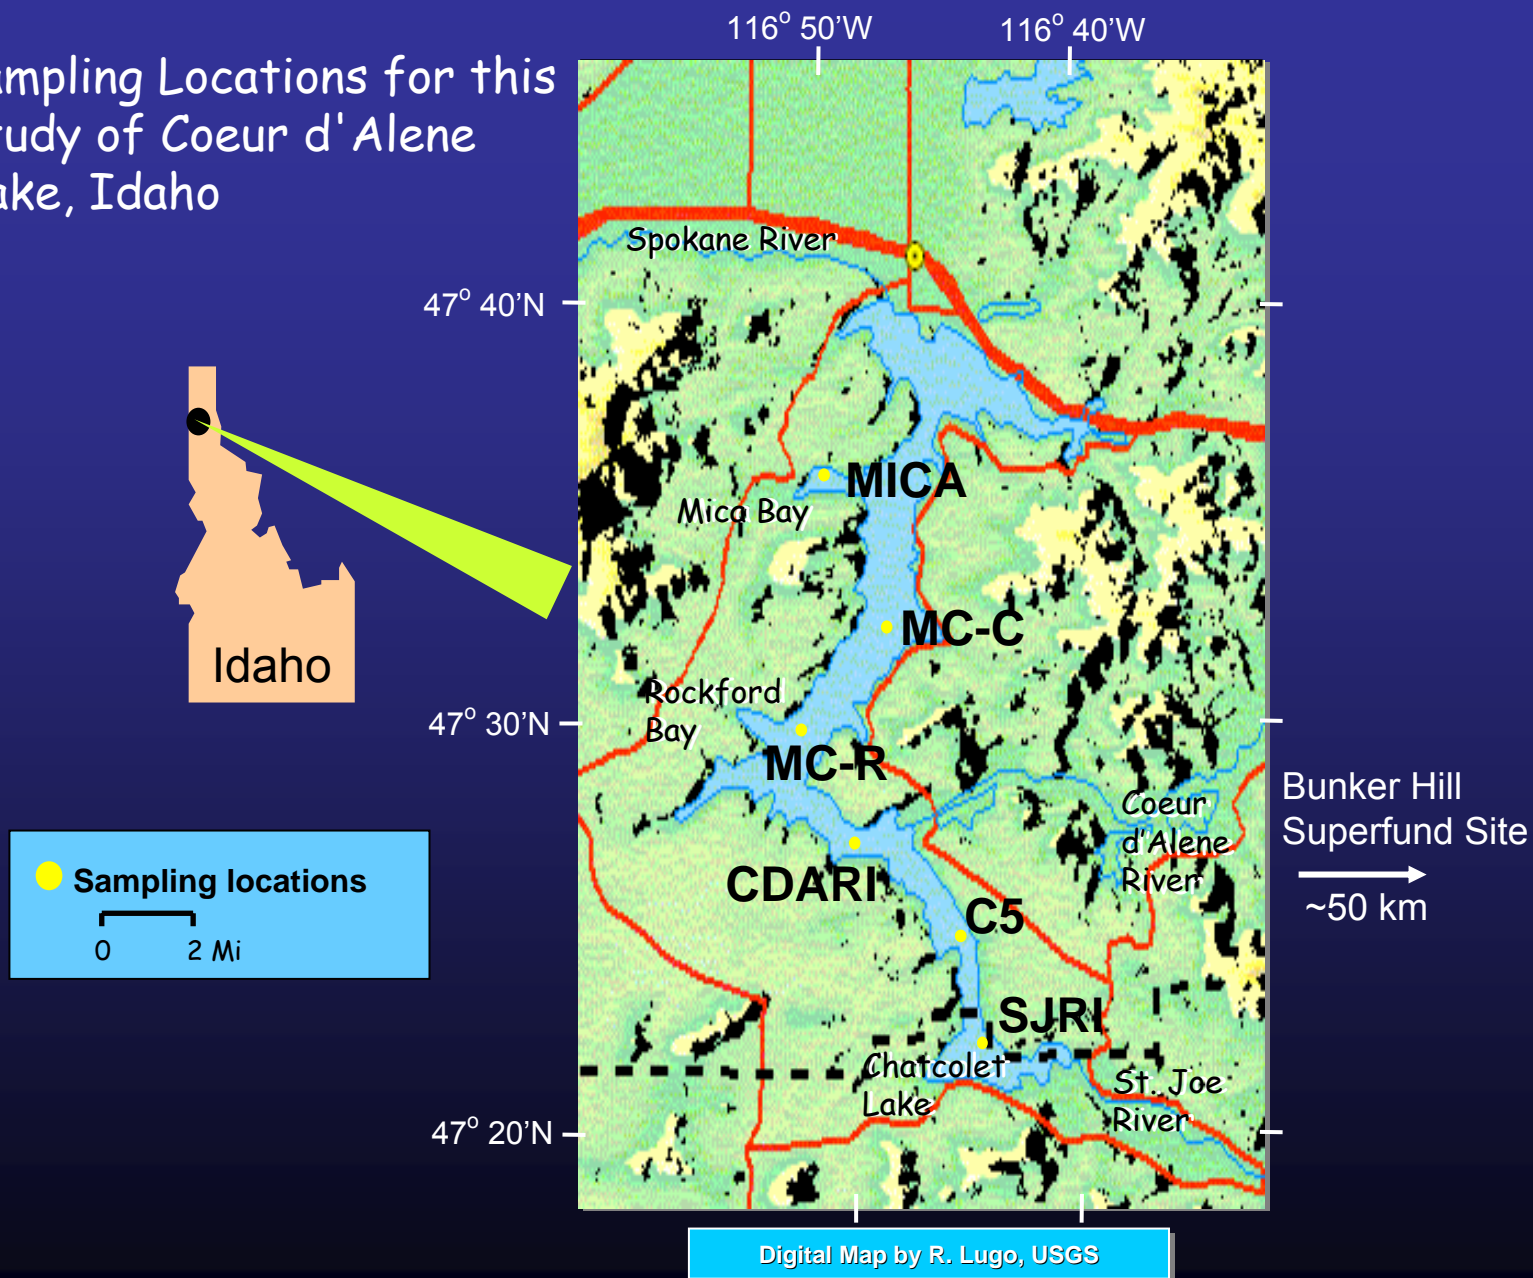 116° 50’W 116° 40’W
mpling Locations for this
tudy of Coeur d'Alene
ake, Idaho
Spokane River
47° 40’N
MICA
Mica Bay
MC-C
Idaho
Rockford
Bay
47° 30’N
MC-R
Coeur
d’Alene
River
Bunker Hill
Superfund Site
~50 km
Sampling locations
0 2 Mi
CDARI
C5
SJRI
Chatcolet
Lake
St. Joe
River
47° 20’N
Digital Map by R. Lugo, USGS